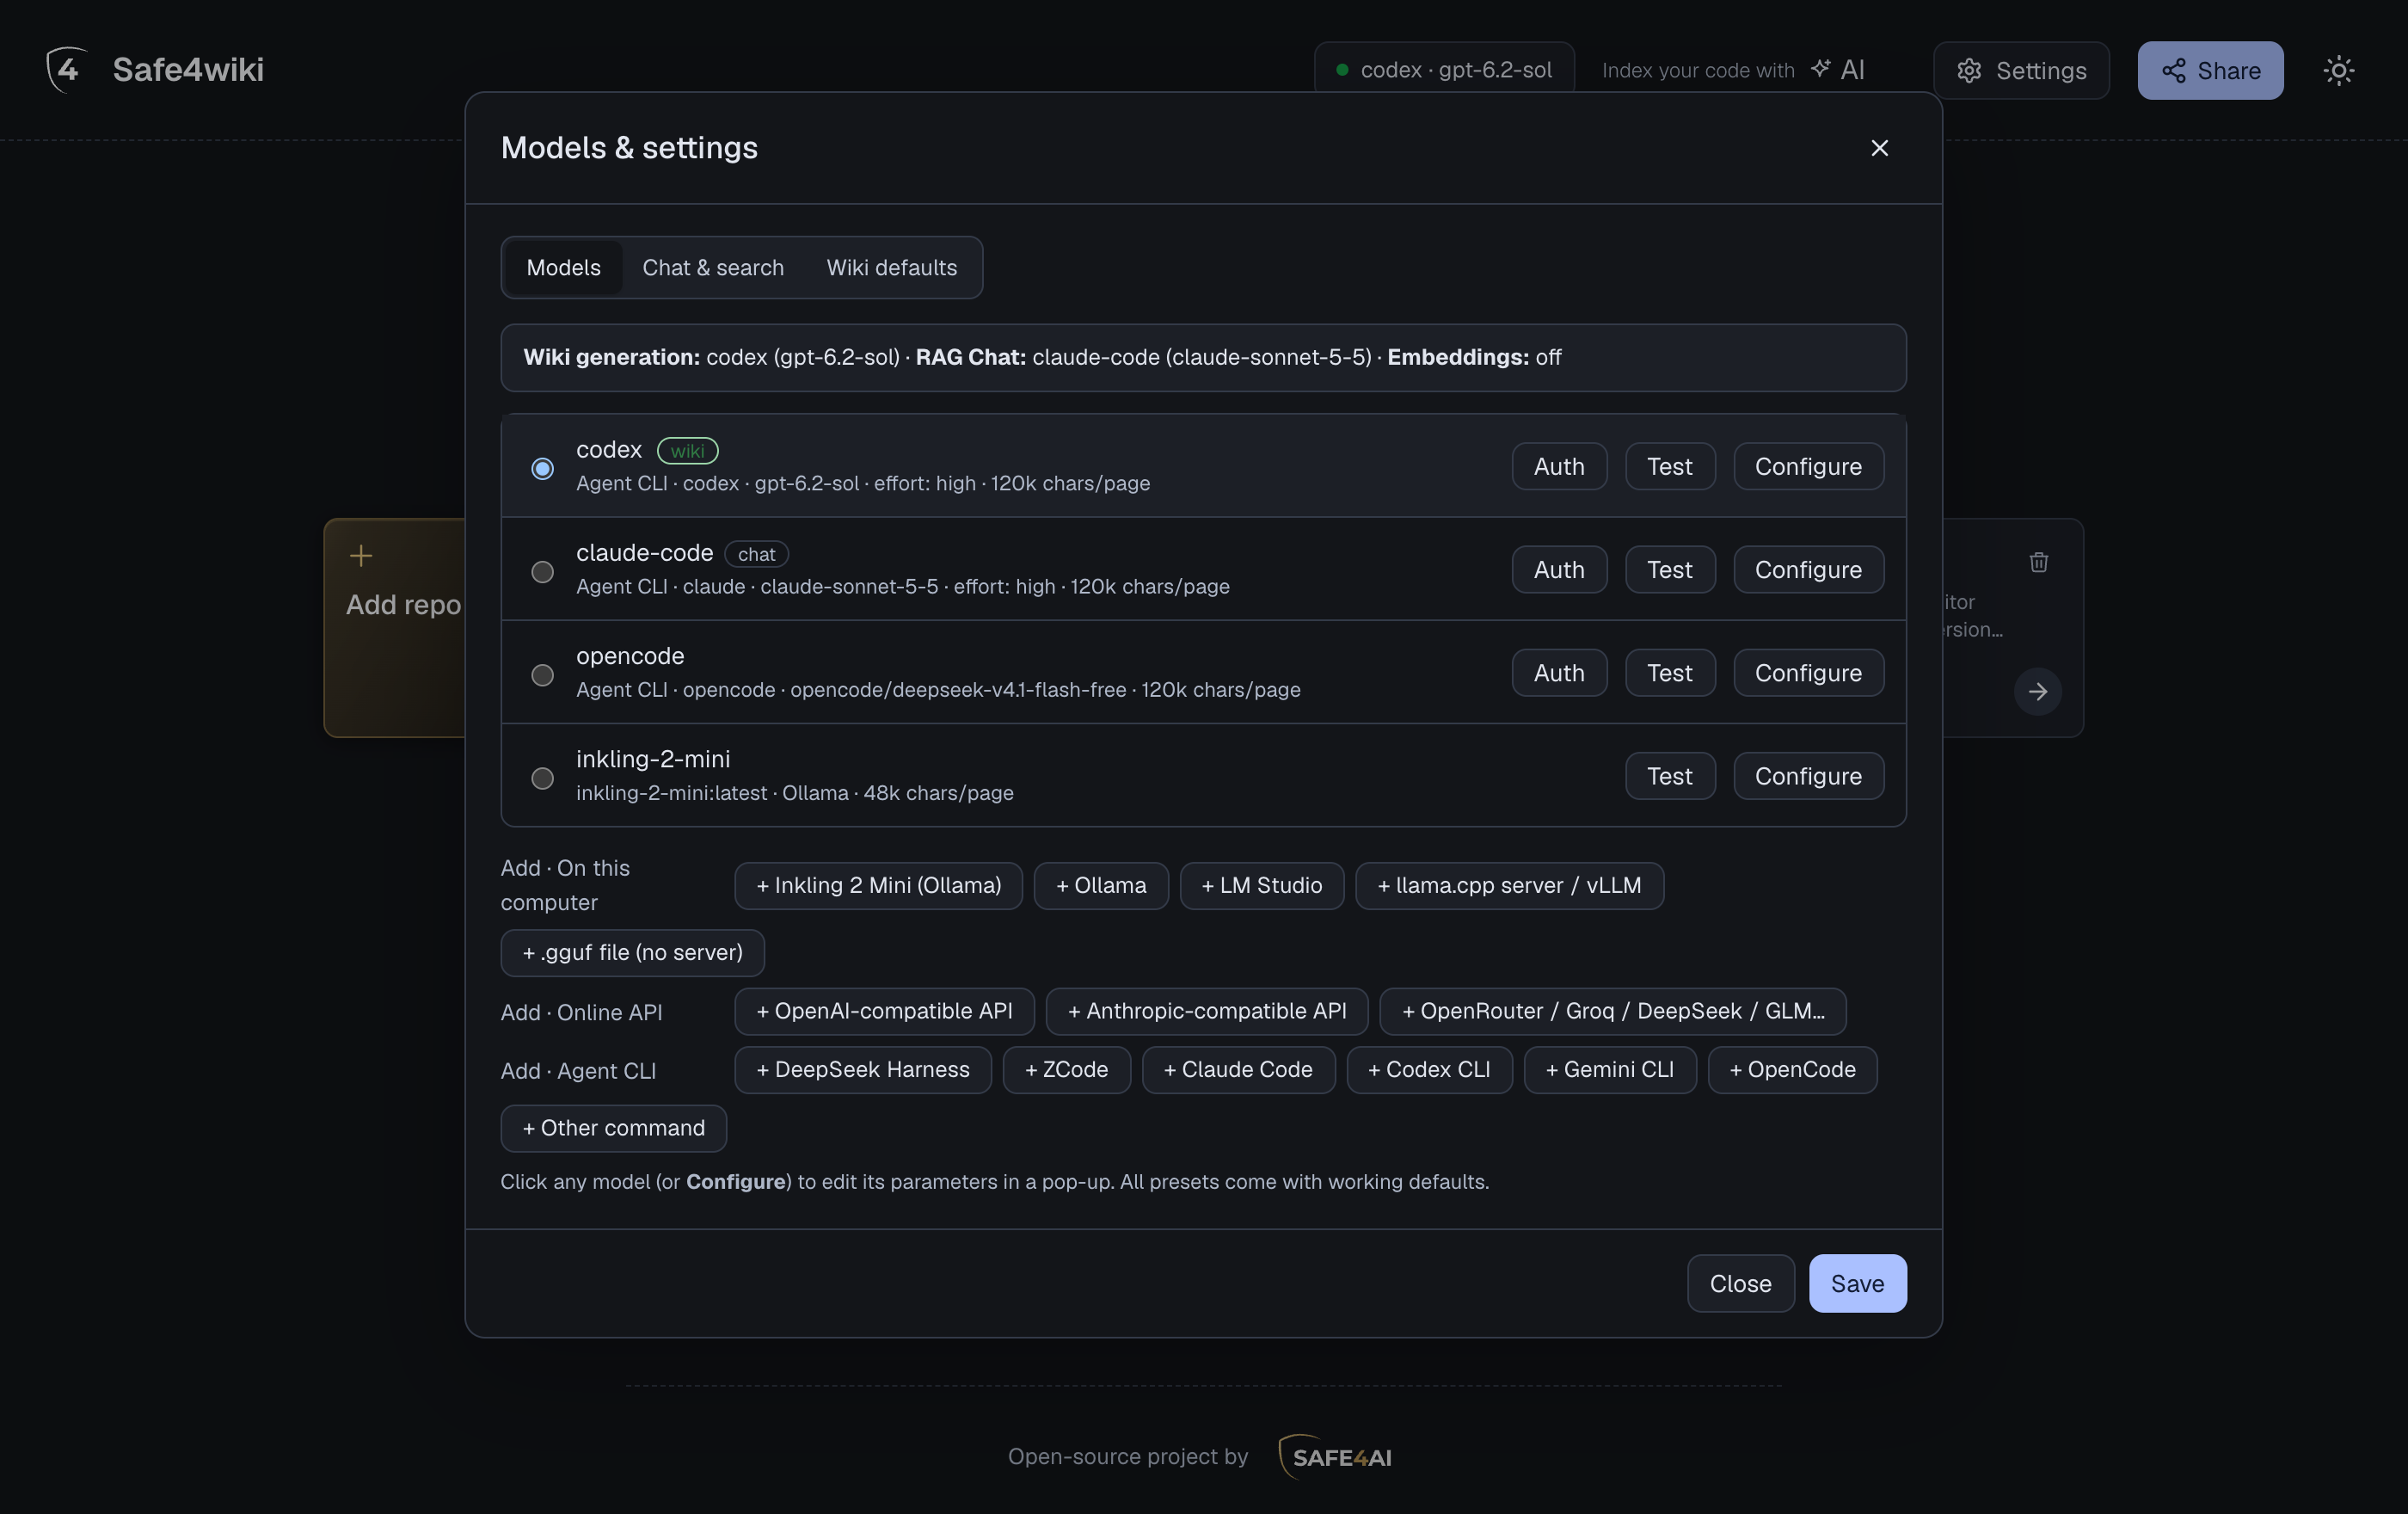 4 Safe4wiki
codex · gpt-6.2-sol
Index your code with AI
Settings
Share
Models & settings
Models
Chat & search
Wiki defaults
Wiki generation: codex (gpt-6.2-sol) · RAG Chat: claude-code (claude-sonnet-5-5) · Embeddings: off
codex wiki
Agent CLI · codex · gpt-6.2-sol · effort: high · 120k chars/page
Auth
Test
Configure
claude-code chat
Agent CLI · claude · claude-sonnet-5-5 · effort: high · 120k chars/page
Auth
Test
Configure
opencode
Agent CLI · opencode · opencode/deepseek-v4.1-flash-free · 120k chars/page
Auth
Test
Configure
inkling-2-mini
inkling-2-mini:latest · Ollama · 48k chars/page
Test
Configure
Add repo
itor
ersion...
Add · On this
computer
+ Inkling 2 Mini (Ollama)
+ Ollama
+ LM Studio
+ llama.cpp server / vLLM
+ .gguf file (no server)
Add · Online API
+ OpenAI-compatible API
+ Anthropic-compatible API
+ OpenRouter / Groq / DeepSeek / GLM...
Add · Agent CLI
+ DeepSeek Harness
+ ZCode
+ Claude Code
+ Codex CLI
+ Gemini CLI
+ OpenCode
+ Other command
Click any model (or Configure) to edit its parameters in a pop-up. All presets come with working defaults.
Close
Save
Open-source project by SAFE4AI